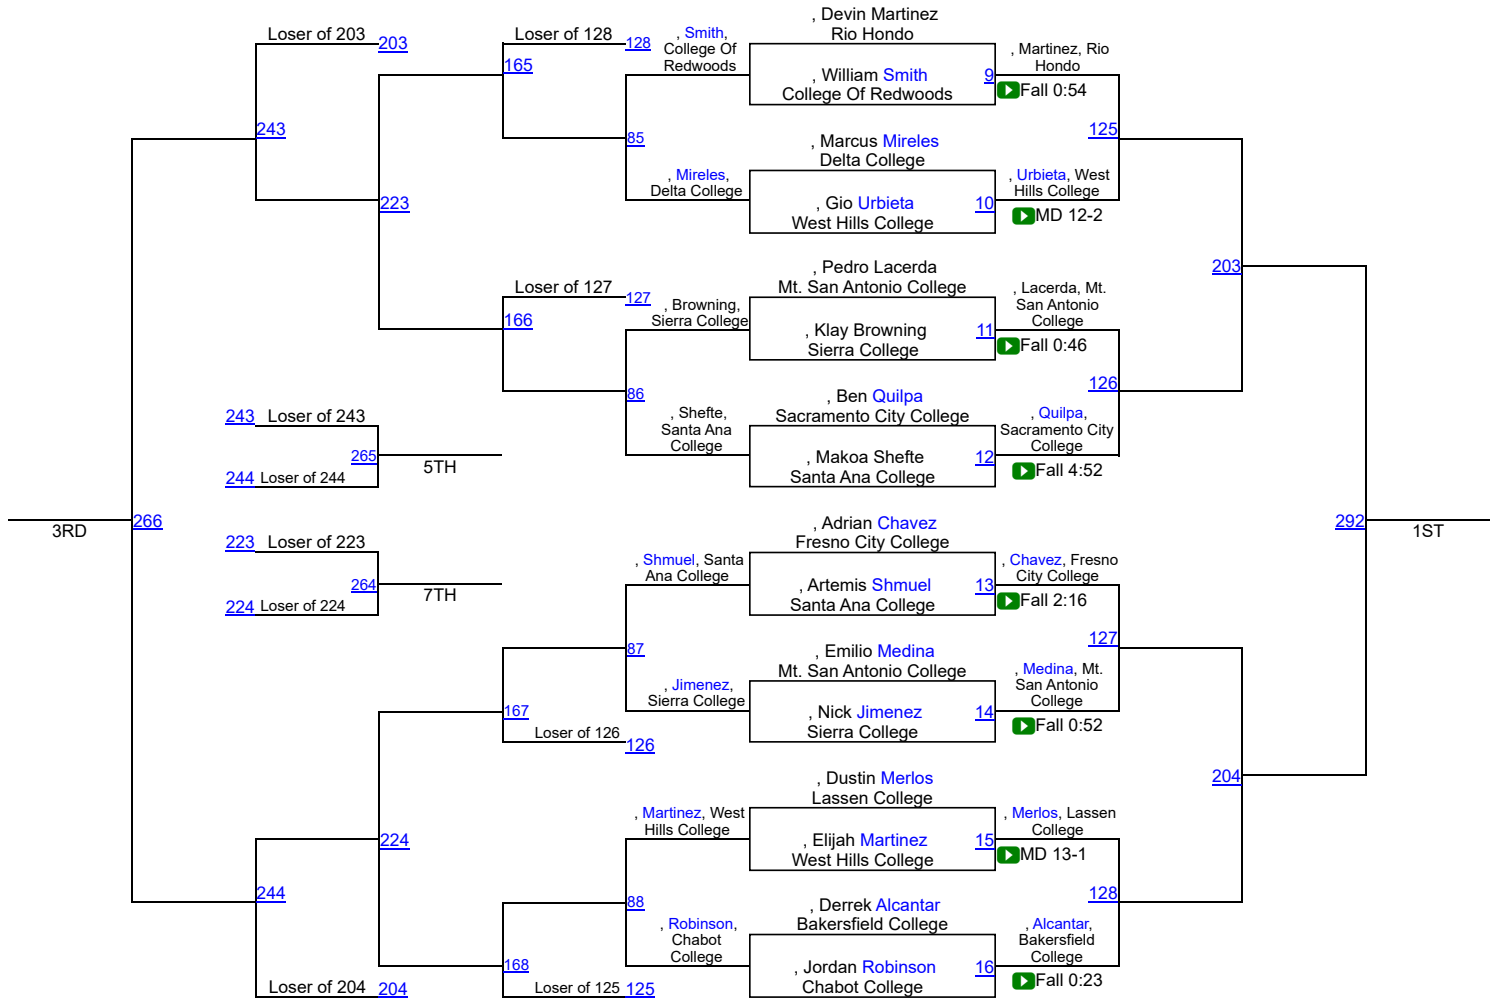 , Devin Martinez
Rio Hondo
Loser of 203
203
Loser of 128
128
, Smith,
College Of
Redwoods
, Martinez, Rio
Hondo
165
, William Smith
College Of Redwoods
9
Fall 0:54
243
85
, Marcus Mireles
Delta College
125
, Mireles,
Delta College
, Urbieta, West
Hills College
223
, Gio Urbieta
West Hills College
10
MD 12-2
, Pedro Lacerda
Mt. San Antonio College
203
Loser of 127
127
, Browning,
Sierra College
, Lacerda, Mt.
San Antonio
College
166
, Klay Browning
Sierra College
11
Fall 0:46
86
, Ben Quilpa
Sacramento City College
126
243
Loser of 243
, Shefte,
Santa Ana
College
, Quilpa,
Sacramento City
College
265
5TH
, Makoa Shefte
Santa Ana College
12
Fall 4:52
244
Loser of 244
3RD
266
, Adrian Chavez
Fresno City College
292
1ST
223
Loser of 223
, Shmuel, Santa
Ana College
, Chavez, Fresno
City College
264
7TH
, Artemis Shmuel
Santa Ana College
13
Fall 2:16
224
Loser of 224
87
, Emilio Medina
Mt. San Antonio College
127
, Jimenez,
Sierra College
, Medina, Mt.
San Antonio
College
167
, Nick Jimenez
Sierra College
14
Fall 0:52
Loser of 126
126
, Dustin Merlos
Lassen College
204
, Martinez, West
Hills College
, Merlos, Lassen
College
224
, Elijah Martinez
West Hills College
15
MD 13-1
244
88
, Derrek Alcantar
Bakersfield College
128
, Robinson,
Chabot
College
, Alcantar,
Bakersfield
College
168
, Jordan Robinson
Chabot College
16
Fall 0:23
Loser of 204
204
Loser of 125
125